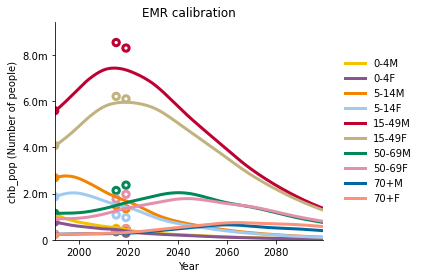 EMR calibration
chb_pop (Number of people)
8.0m
6.0m
4.0m
2.0m
0
2000
2020
2040
2060
2080
Year
0-4M
0-4F
5-14M
5-14F
15-49M
15-49F
50-69M
50-69F
70+M
70+F